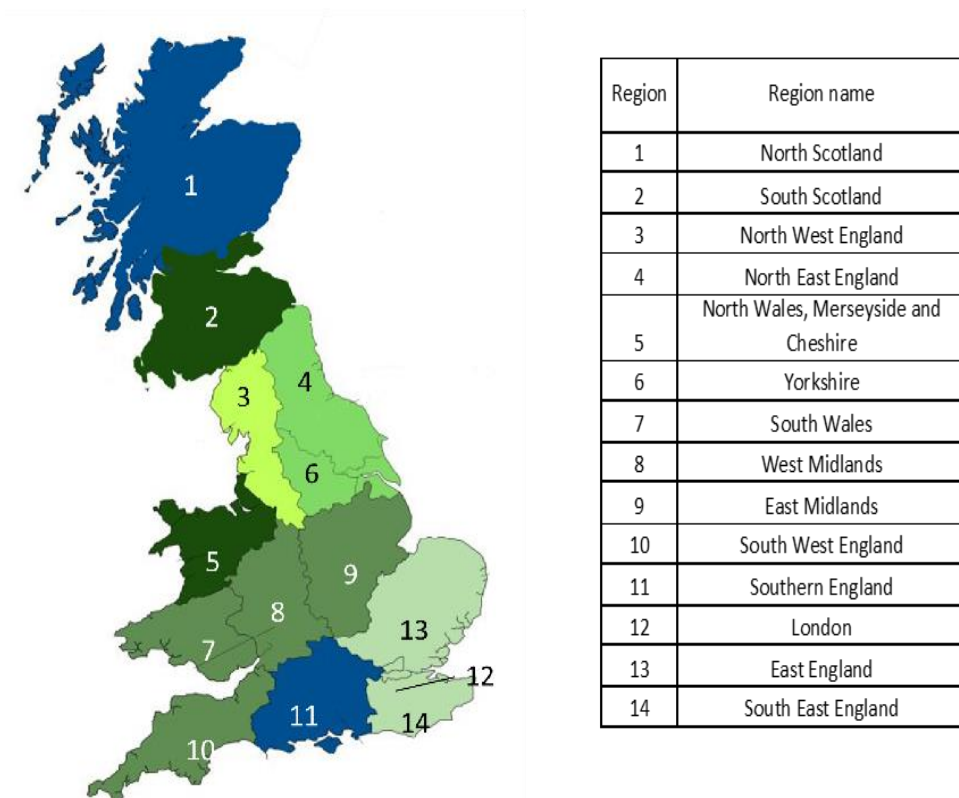 1
2
3
4
6
5
9
8
13
7
12
11
14
10
Region Region name
1 North Scotland
2 South Scotland
3 North West England
4 North East England
North Wales, Merseyside and
5 Cheshire
6 Yorkshire
7 South Wales
8 West Midlands
9 East Midlands
10 South West England
11 Southern England
12 London
13 East England
14 South East England